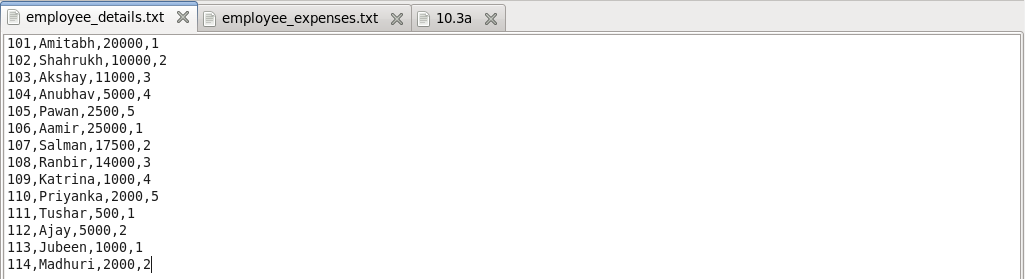 employee_details.txt employee_expenses.txt 10.3a
101,Amitabh,20000,1
102,Shahrukh,10000,2
103,Akshay,11000,3
104,Anubhav,5000,4
105,Pawan,2500,5
106,Aamir,25000,1
107,Salman,17500,2
108,Ranbir,14000,3
109,Katrina,1000,4
110,Priyanka,2000,5
111,Tushar,500,1
112,Ajay,5000,2
113,Jubeen,1000,1
114,Madhuri,2000,2